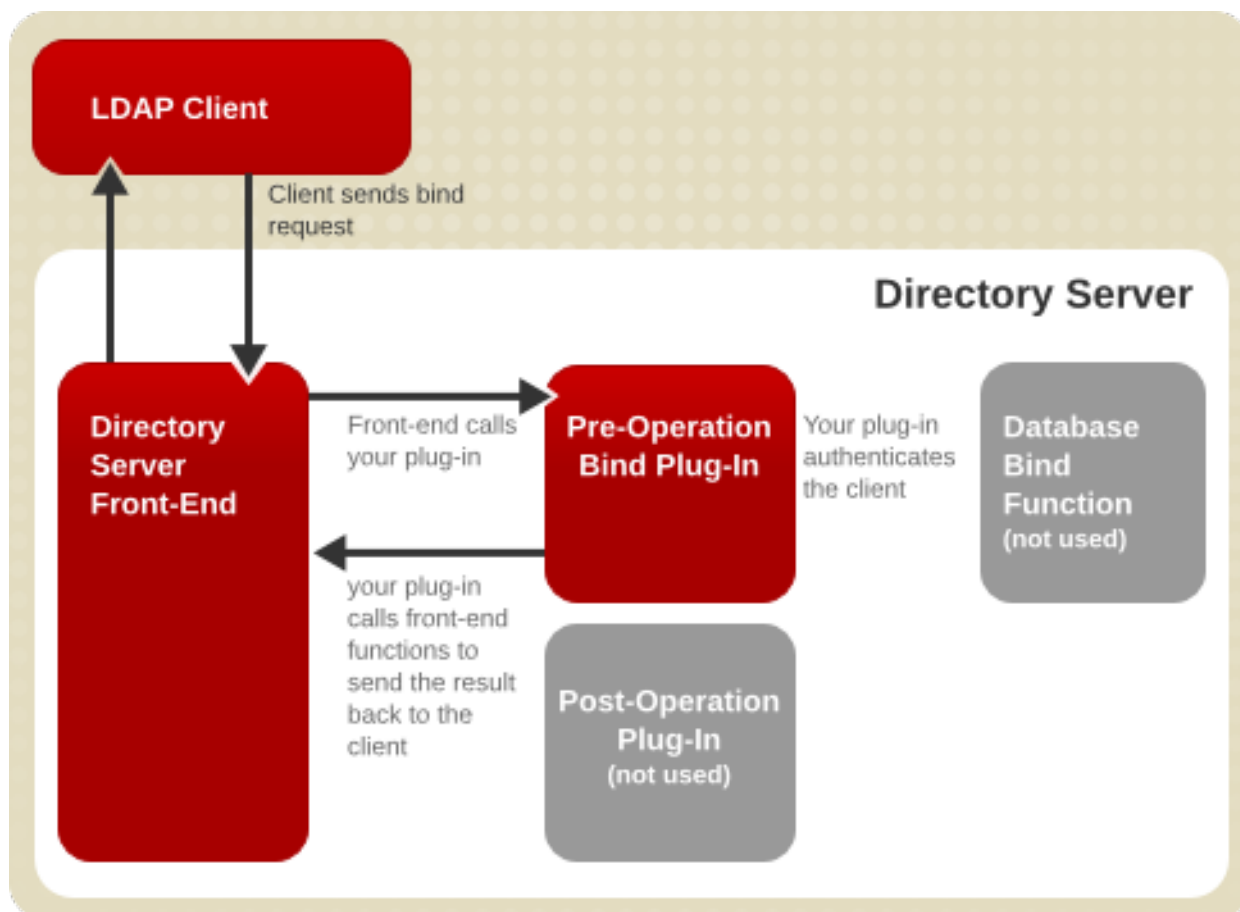 LDAP Client
Client sends bind
request
Directory Server
Directory
Server
Front-End
Front-end calls
your plug-in
Pre-Operation
Bind Plug-In
Your plug-in
authenticates
the client
Database
Bind
Function
(not used)
your plug-in
calls front-end
functions to
send the result
back to the
client
Post-Operation
Plug-In
(not used)